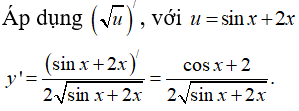 Áp dụng (√u)′, với u = sin x + 2x
y' = (sin x + 2x)′ / 2√(sin x + 2x) = cos x + 2 / 2√(sin x + 2x).